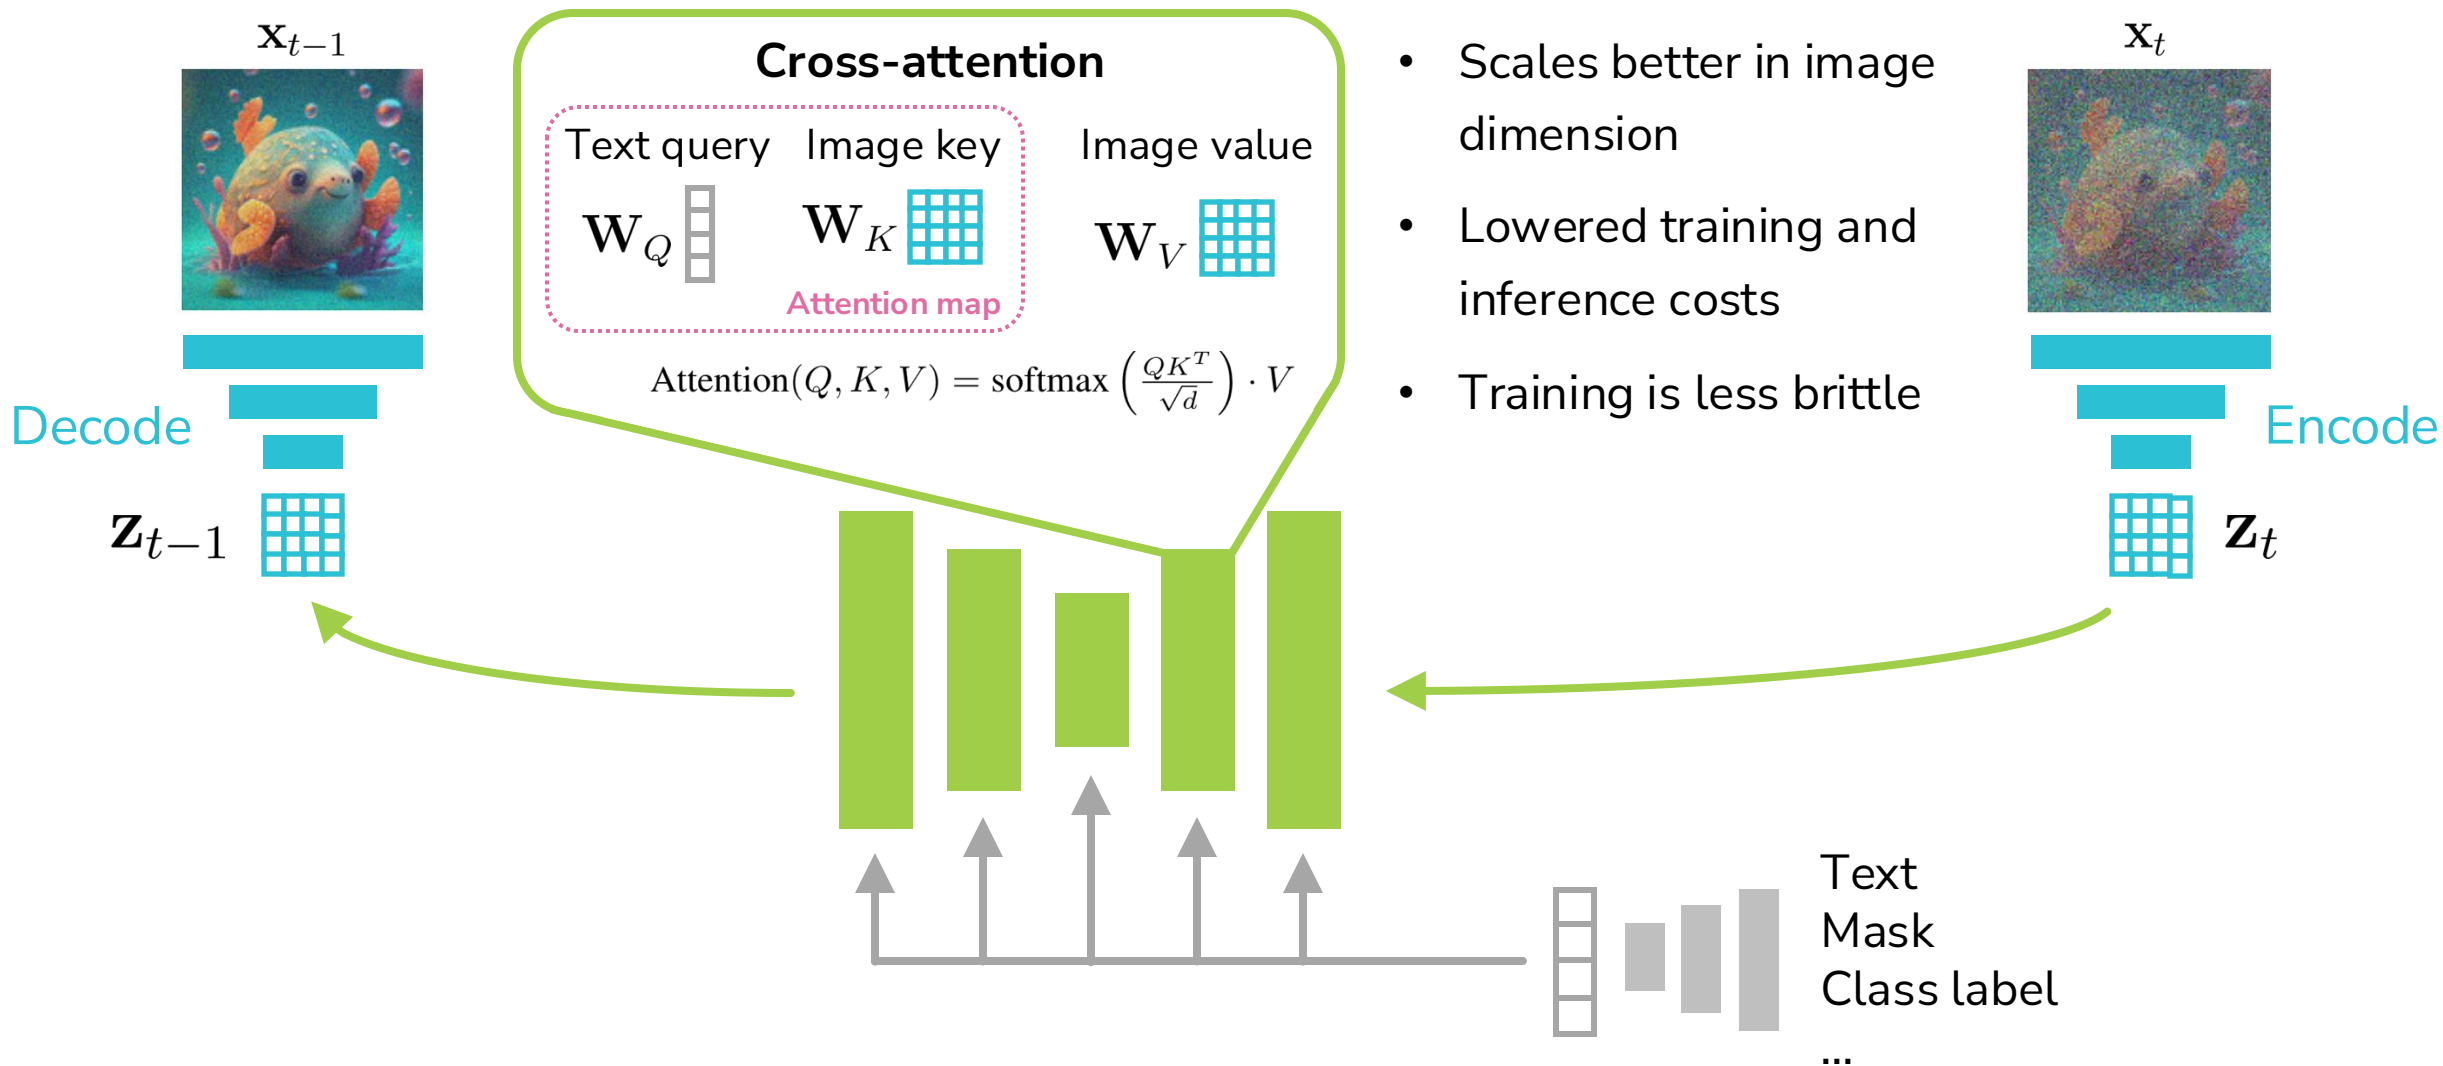 x_{t−1}
Cross-attention
Text query
Image key
Image value
W_Q
W_K
W_V
Attention map
Attention(Q, K, V) = softmax (QK^T / √d) · V
• Scales better in image
dimension
• Lowered training and
inference costs
• Training is less brittle
x_t
Decode
Encode
z_{t−1}
z_t
Text
Mask
Class label
...